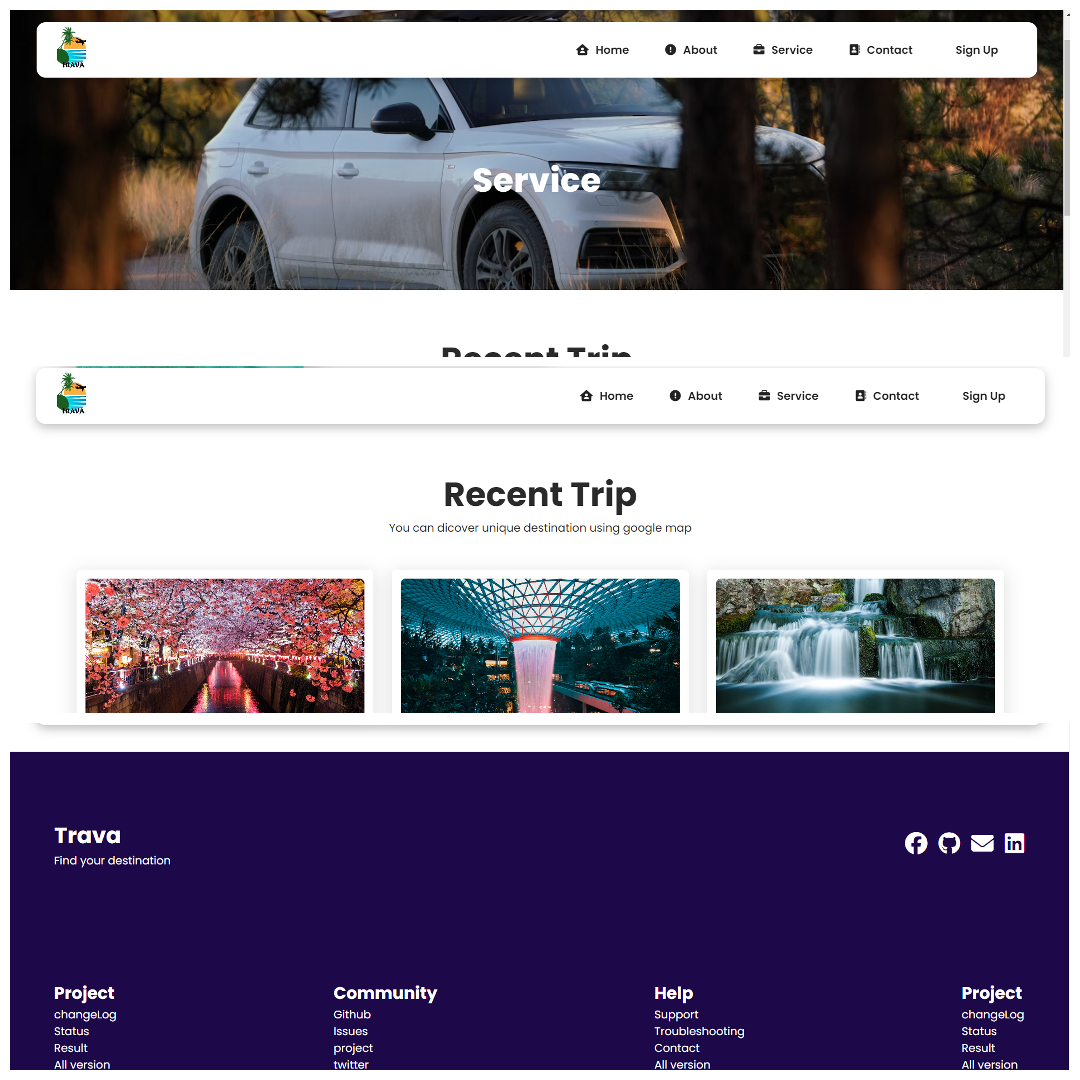 TRAVA
Home About Service Contact Sign Up
Service
Recent Trip
TRAVA
Home About Service Contact Sign Up
Recent Trip
You can dicover unique destination using google map
Trava
Find your destination
Project Community Help Project
changeLog Github Support changeLog
Status Issues Troubleshooting Status
Result project Contact Result
All version twitter All version All version